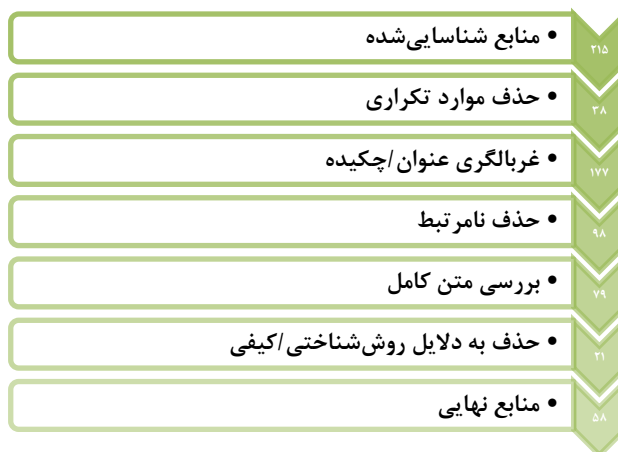 ۲۱۵
• منابع شناسایی‌شده
۳۸
• حذف موارد تکراری
۱۷۷
• غربالگری عنوان/چکیده
۹۸
• حذف نامرتبط
۷۹
• بررسی متن کامل
۲۱
• حذف به دلایل روش‌شناختی/کیفی
۵۸
• منابع نهایی